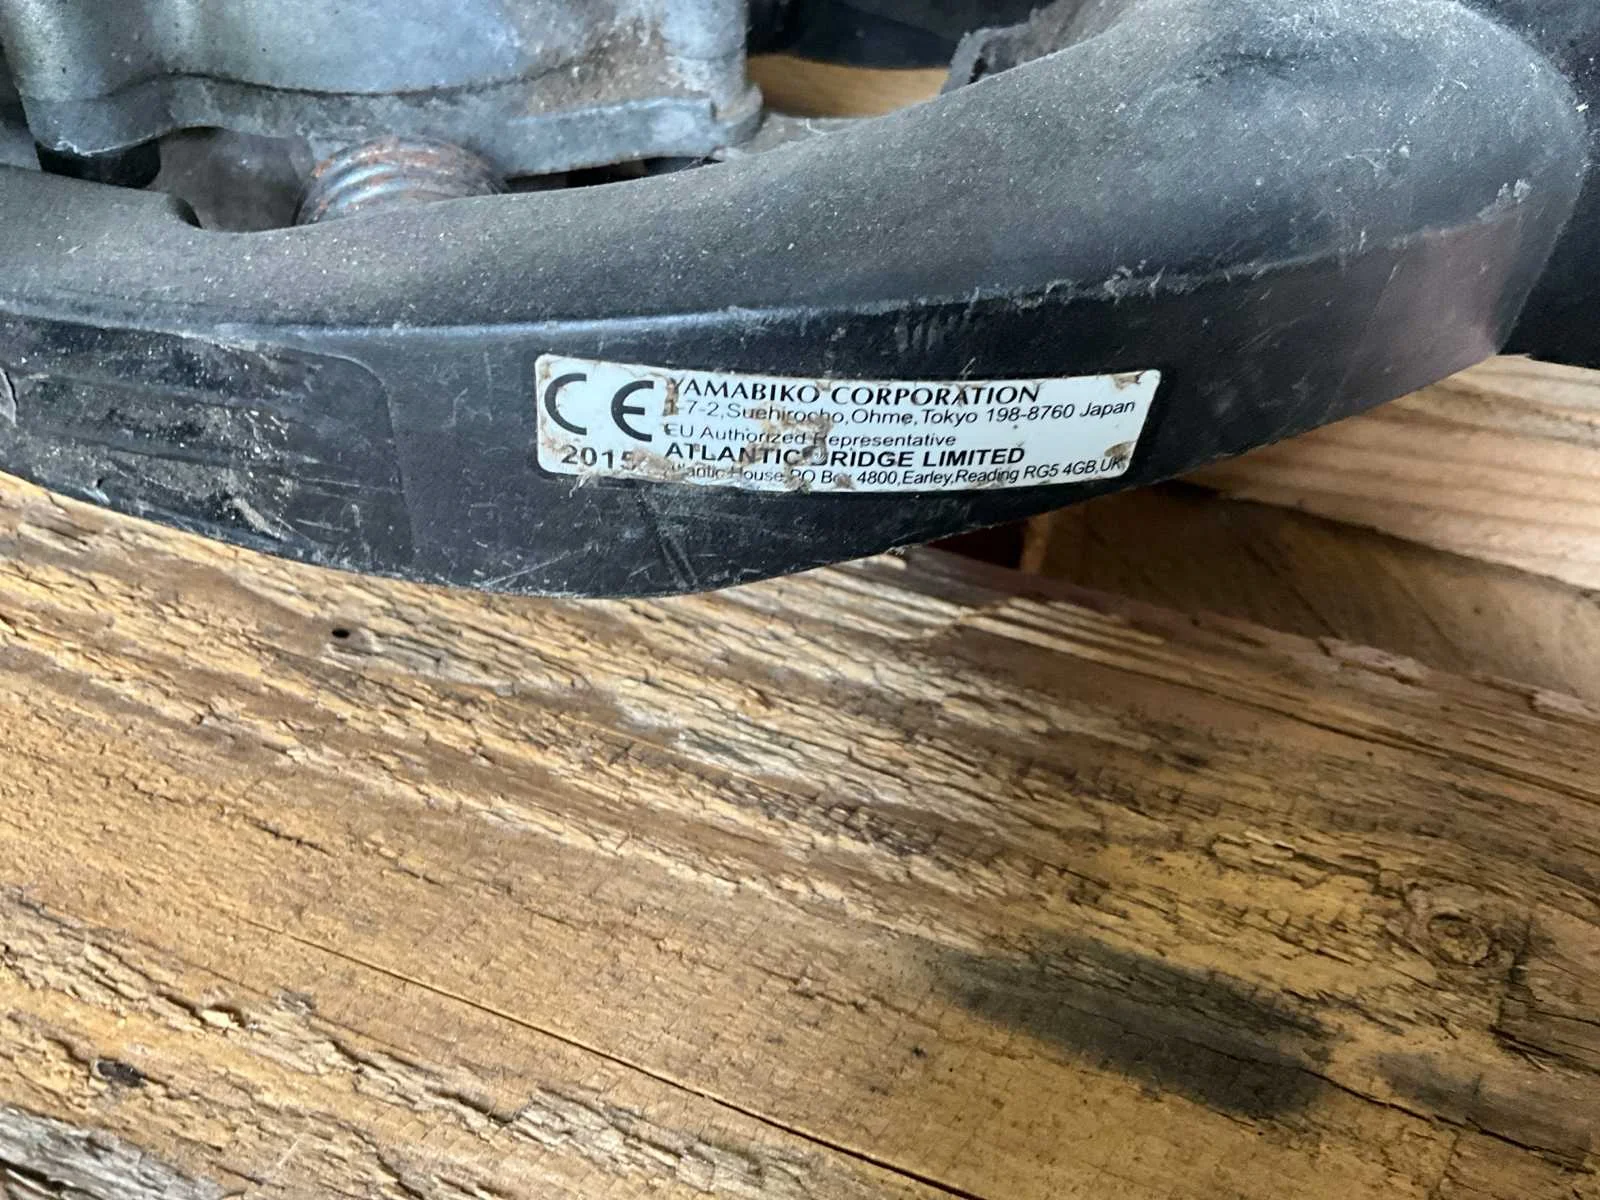 CE
2015
YAMABIKO CORPORATION
1-7-2,Suehirocho,Ohme,Tokyo 198-8760 Japan
EU Authorized Representative
ATLANTIC BRIDGE LIMITED
Atlantic House,PO Box 4800,Earley,Reading RG5 4GB,UK